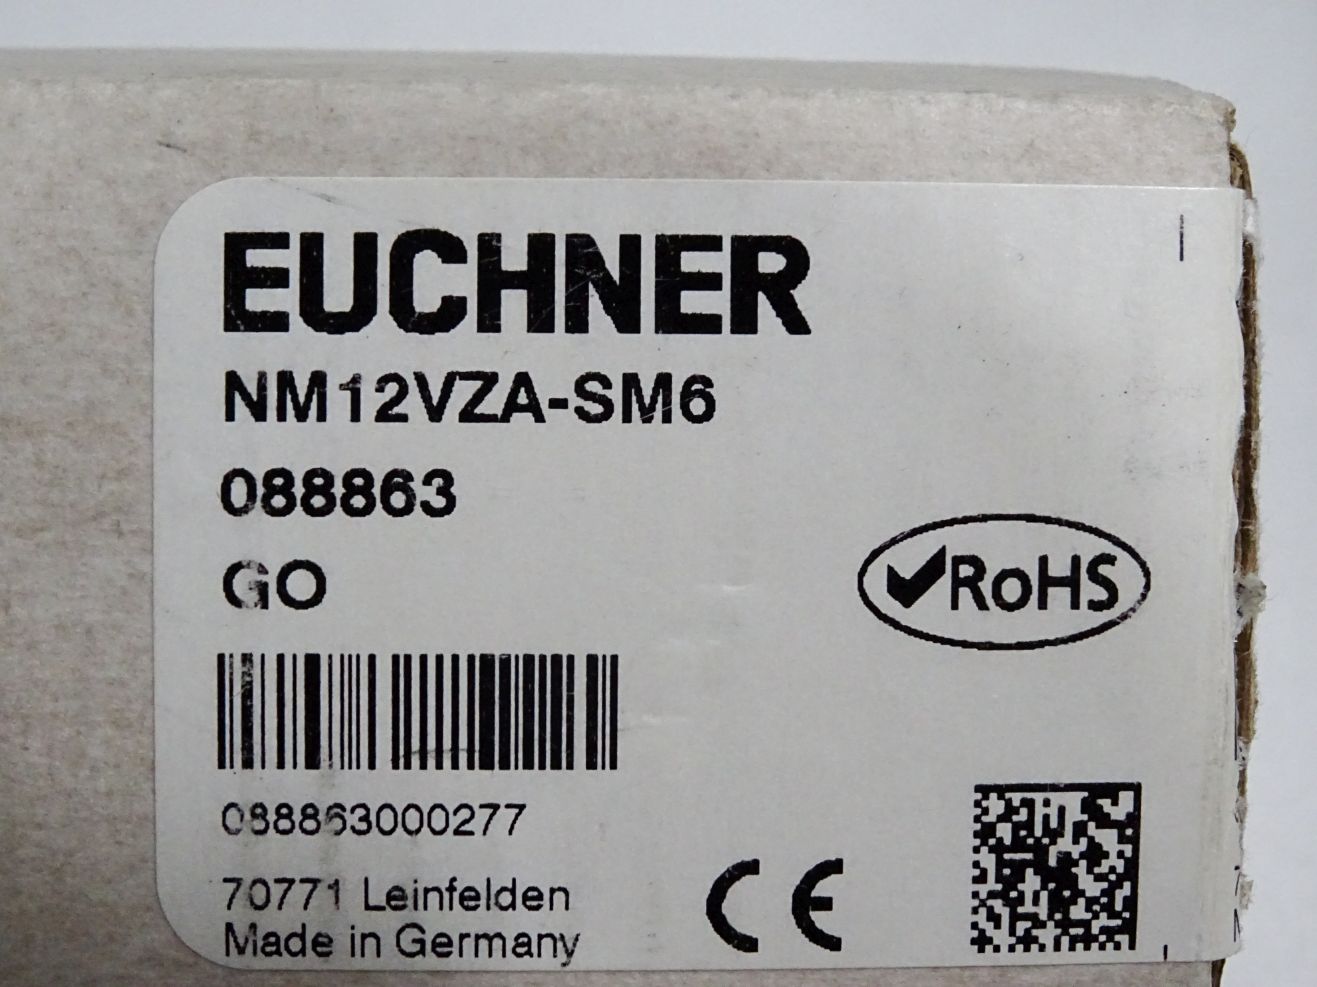 EUCHNER
NM12VZA-SM6
088863
GO
RoHS
088863000277
70771 Leinfelden
CE
Made in Germany